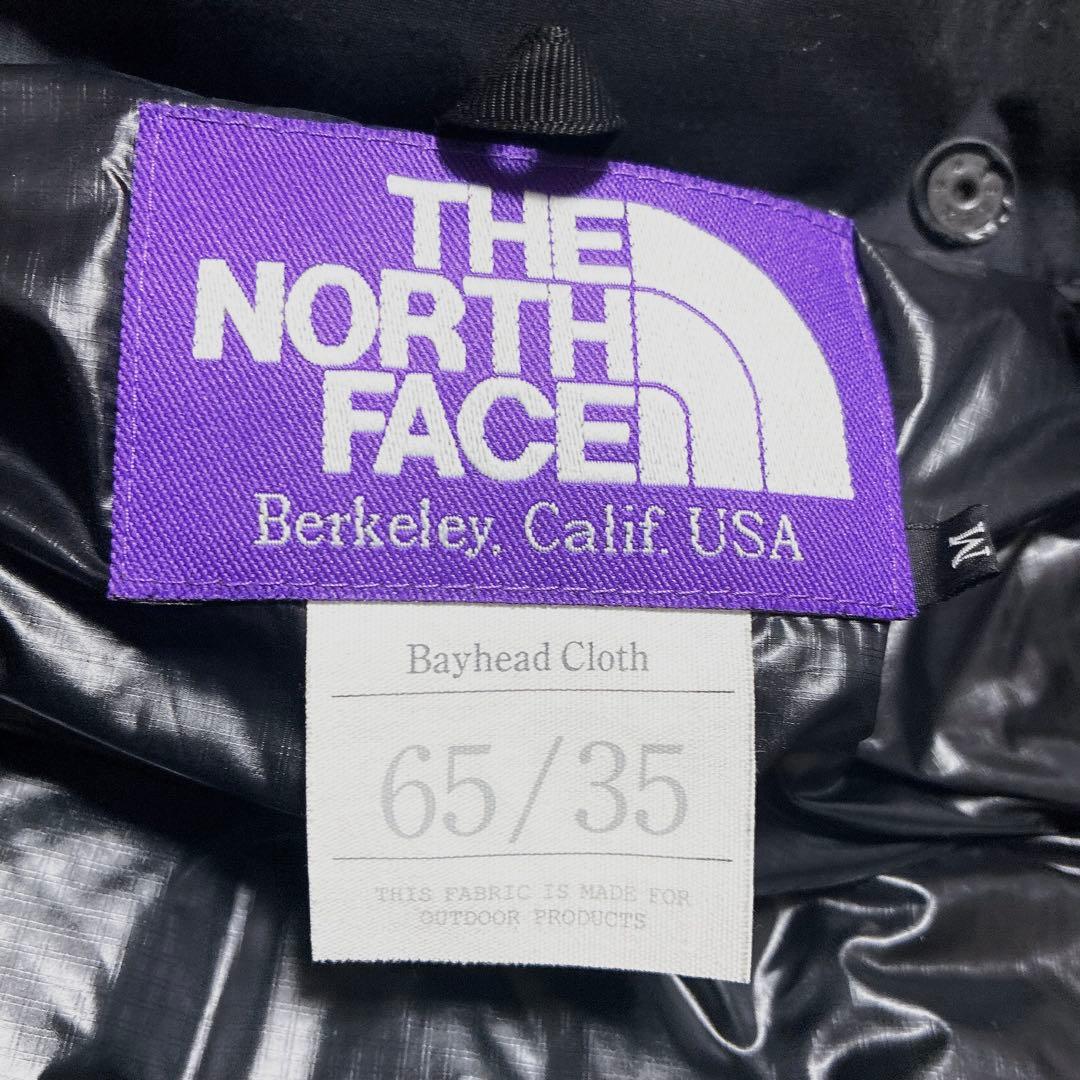 THE
NORTH
FACE
Berkeley, Calif. USA
M
Bayhead Cloth
65/35
THIS FABRIC IS MADE FOR
OUTDOOR PRODUCTS